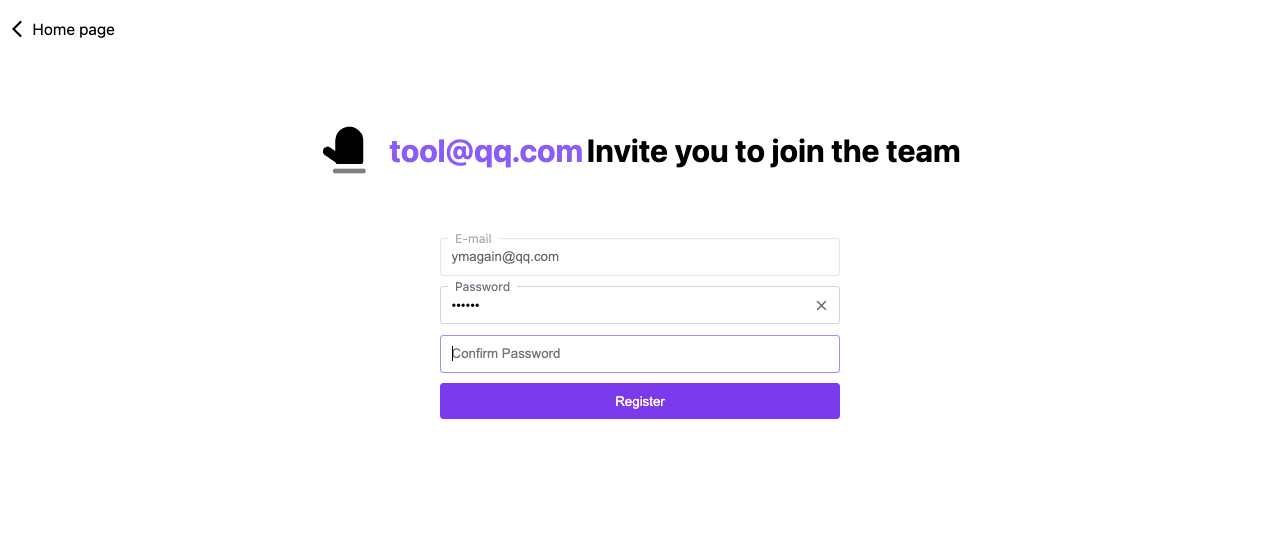 Home page
tool@qq.com Invite you to join the team
E-mail
ymagain@qq.com
Password
••••••
Confirm Password
Register